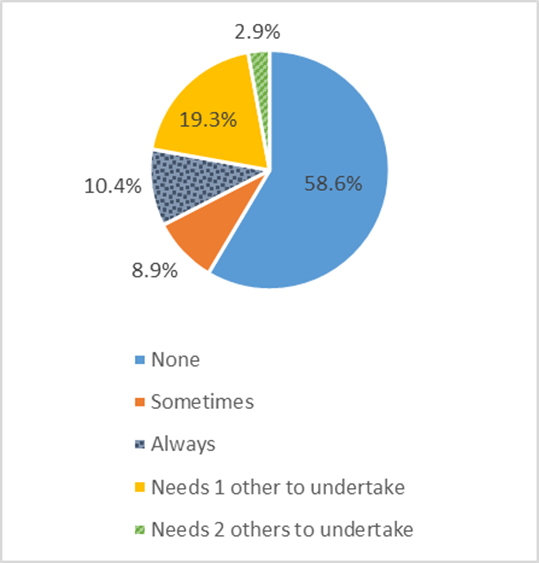 2.9%
19.3%
58.6%
10.4%
8.9%
None
Sometimes
Always
Needs 1 other to undertake
Needs 2 others to undertake